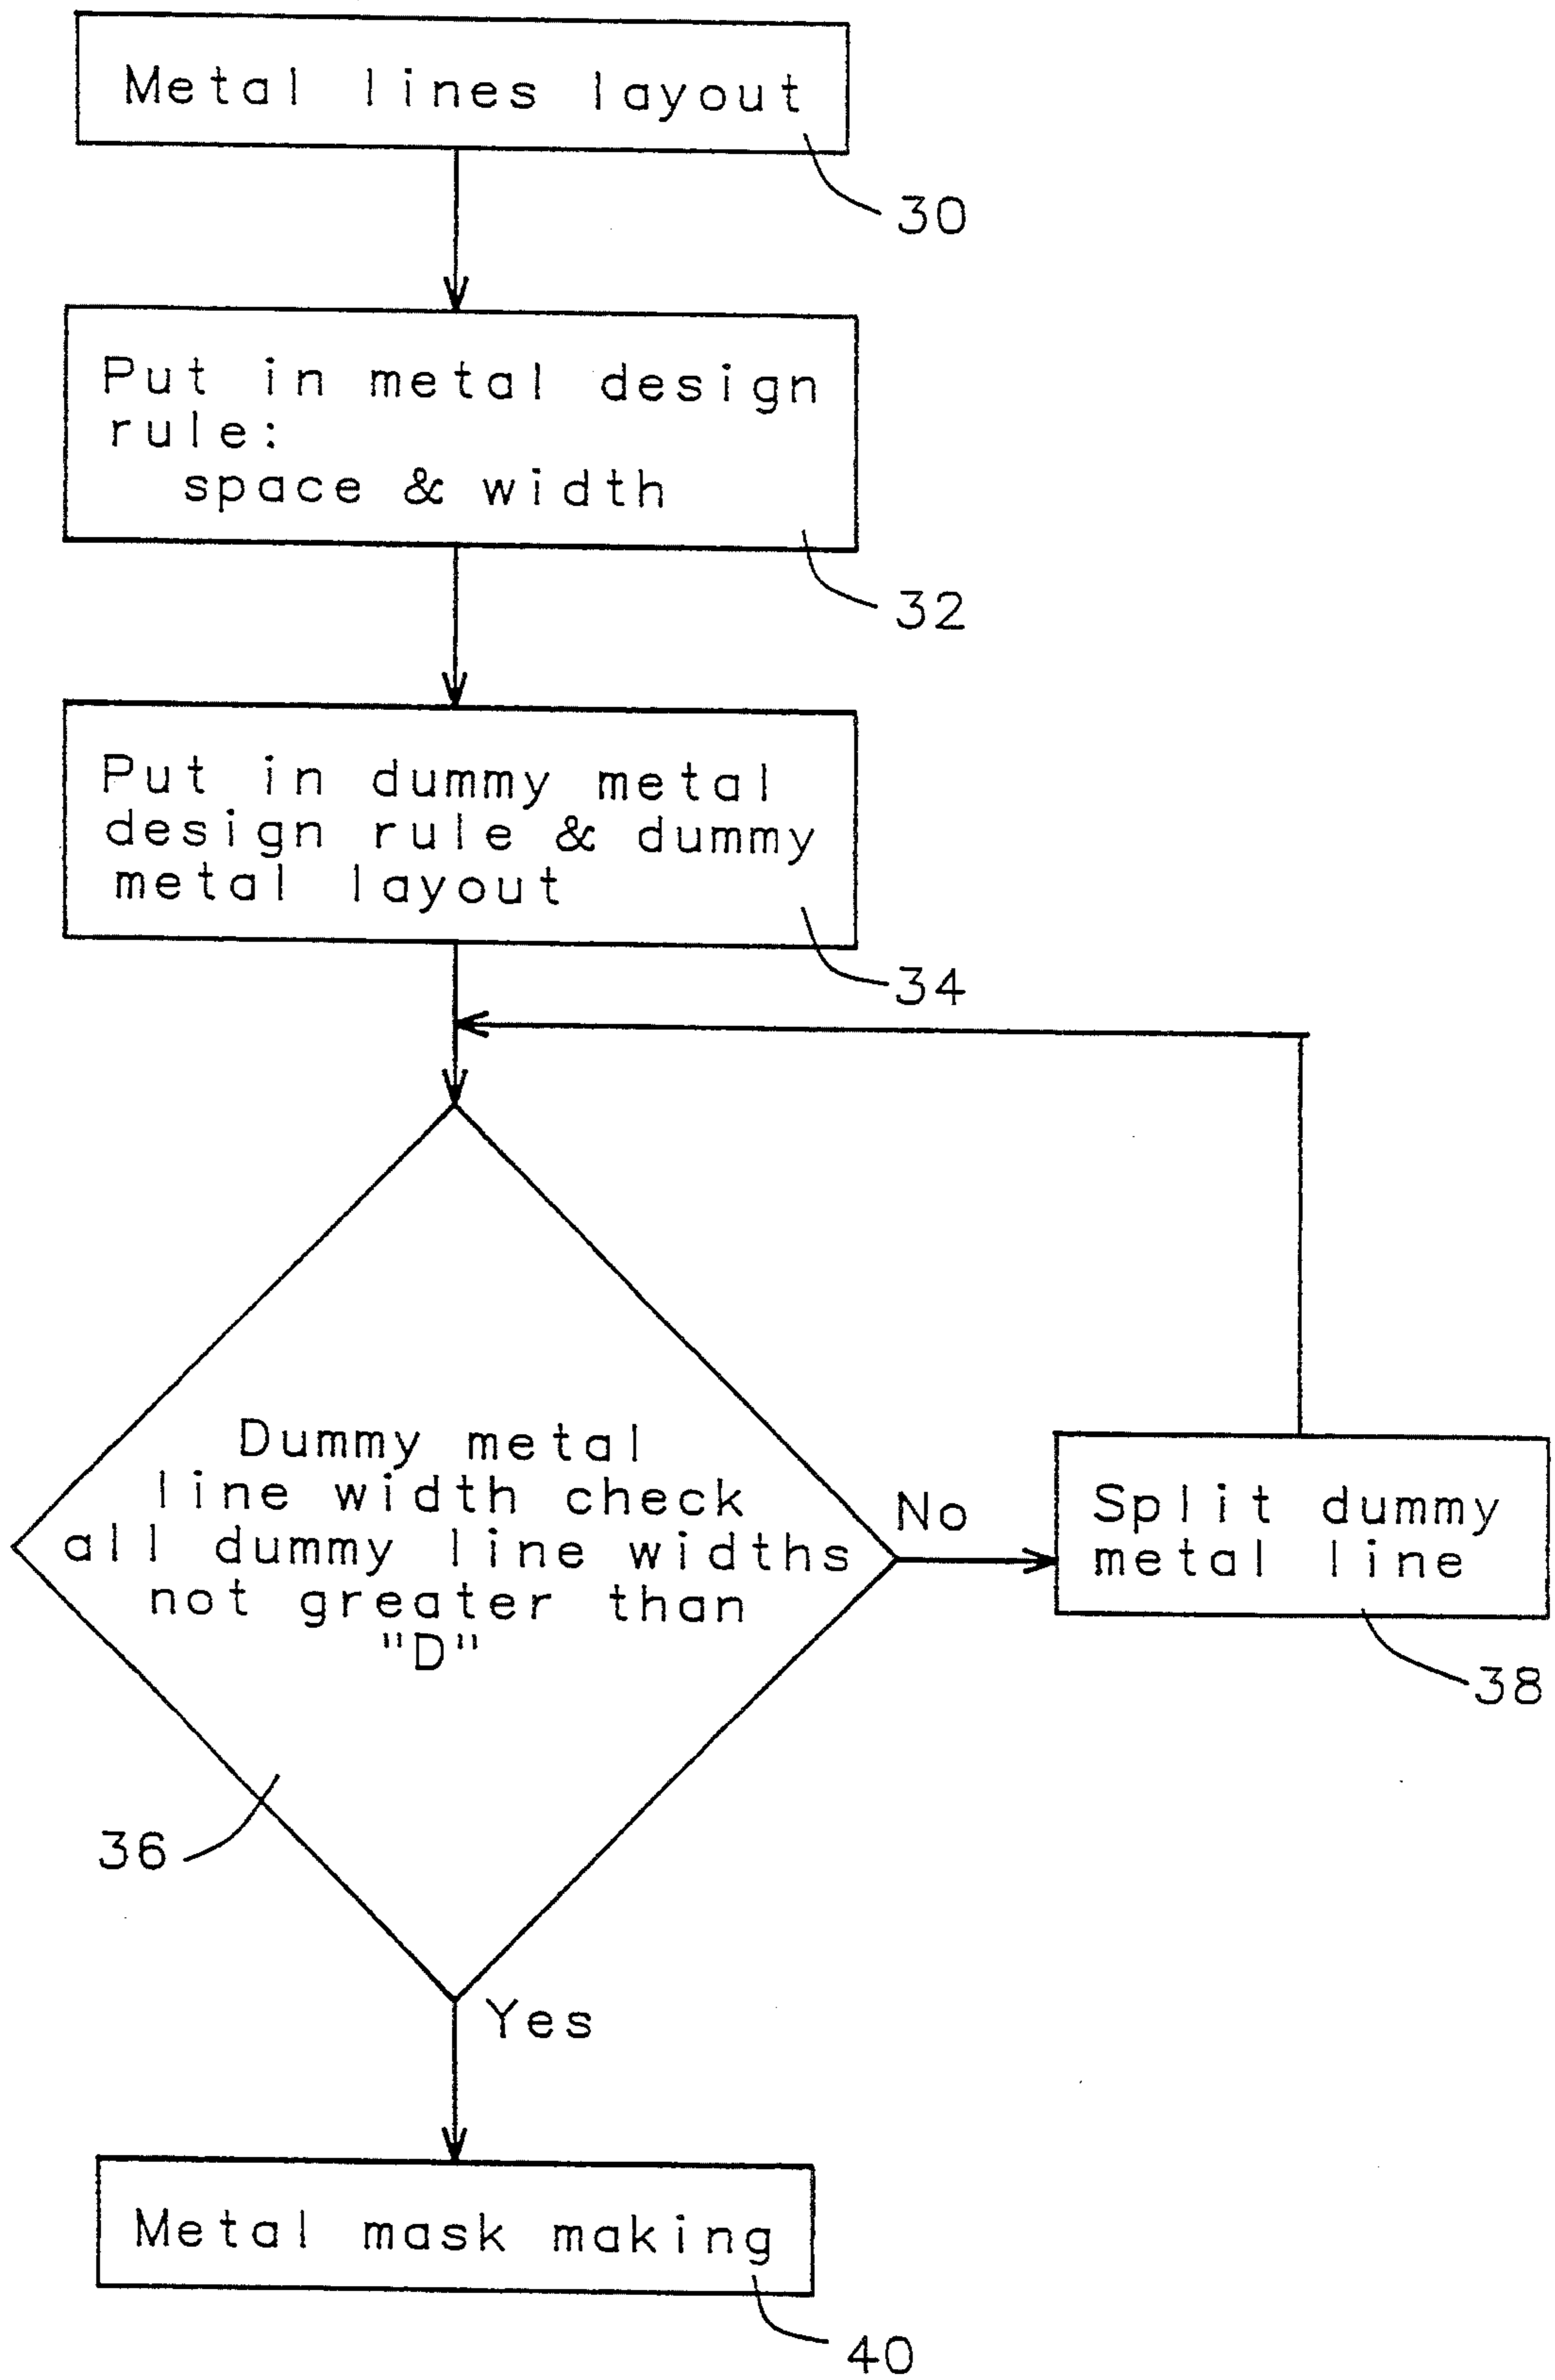 Metal lines layout
30
Put in metal design
rule:
space & width
32
Put in dummy metal
design rule & dummy
metal layout
34
Dummy metal
line width check
all dummy line widths
not greater than
"D"
36
No
Split dummy
metal line
38
Yes
Metal mask making
40